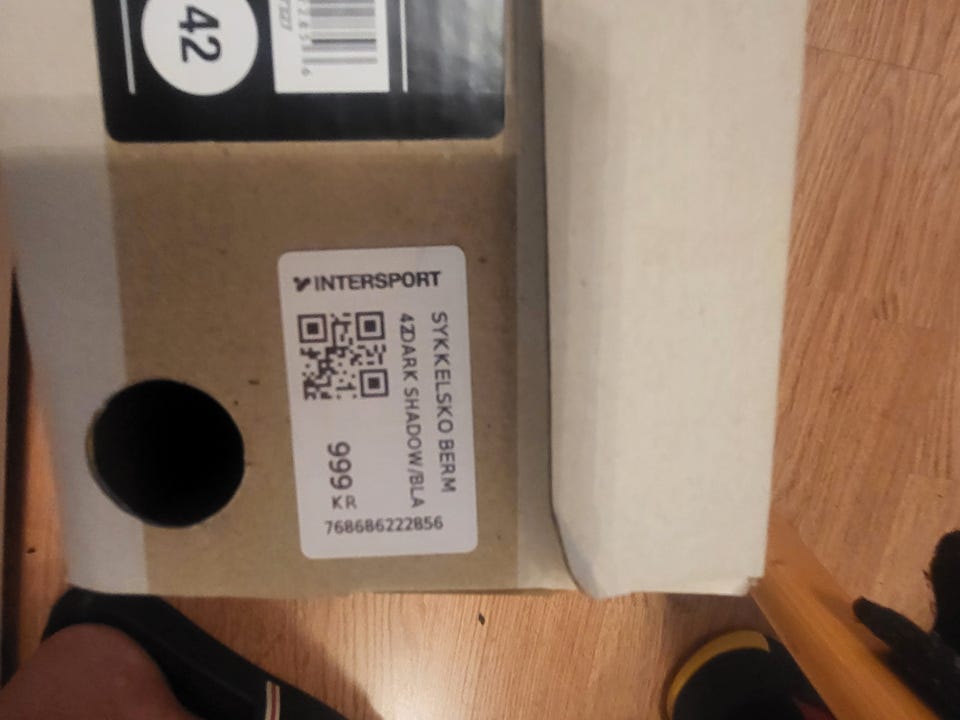 42
INTERSPORT
SYKKELSKO BERM
42DARK SHADOW/BLA
999
KR
768686222856